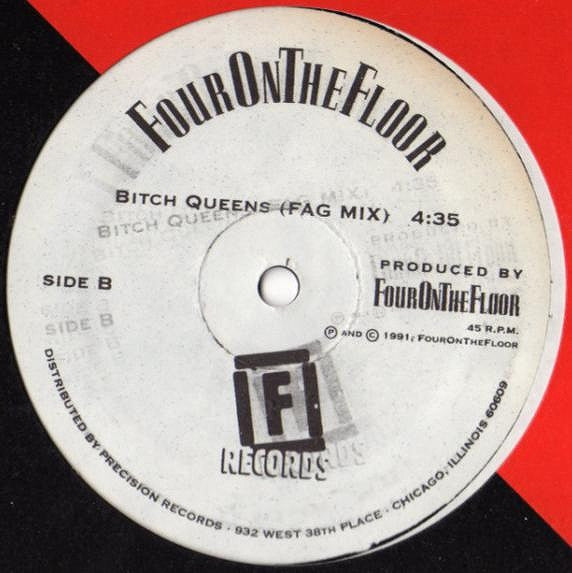 FOURONTHEFLOOR
BITCH QUEENS (FAG MIX) 4:35
SIDE B
PRODUCED BY
FOURONTHEFLOOR
45 R.P.M.
Ⓟ AND © 1991, FOURONTHEFLOOR
F
RECORDS
DISTRIBUTED BY PRECISION RECORDS · 932 WEST 38TH PLACE · CHICAGO, ILLINOIS 60609